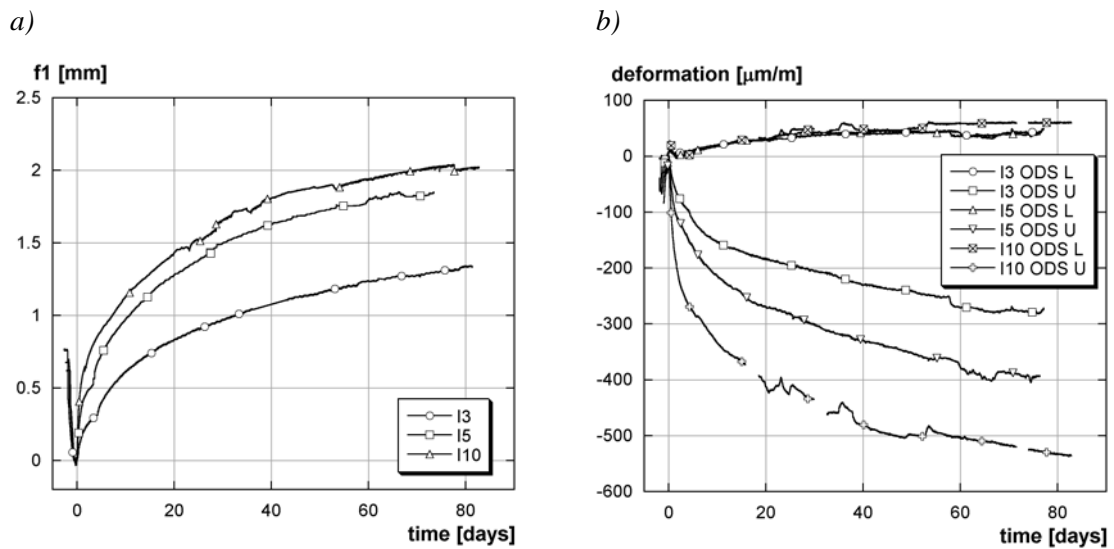 a)
f1 [mm]
2.5
2
1.5
1
0.5
0
0 20 40 60 80
time [days]
I3
I5
I10
b)
deformation [μm/m]
100
0
-100
-200
-300
-400
-500
-600
0 20 40 60 80
time [days]
I3 ODS L
I3 ODS U
I5 ODS L
I5 ODS U
I10 ODS L
I10 ODS U